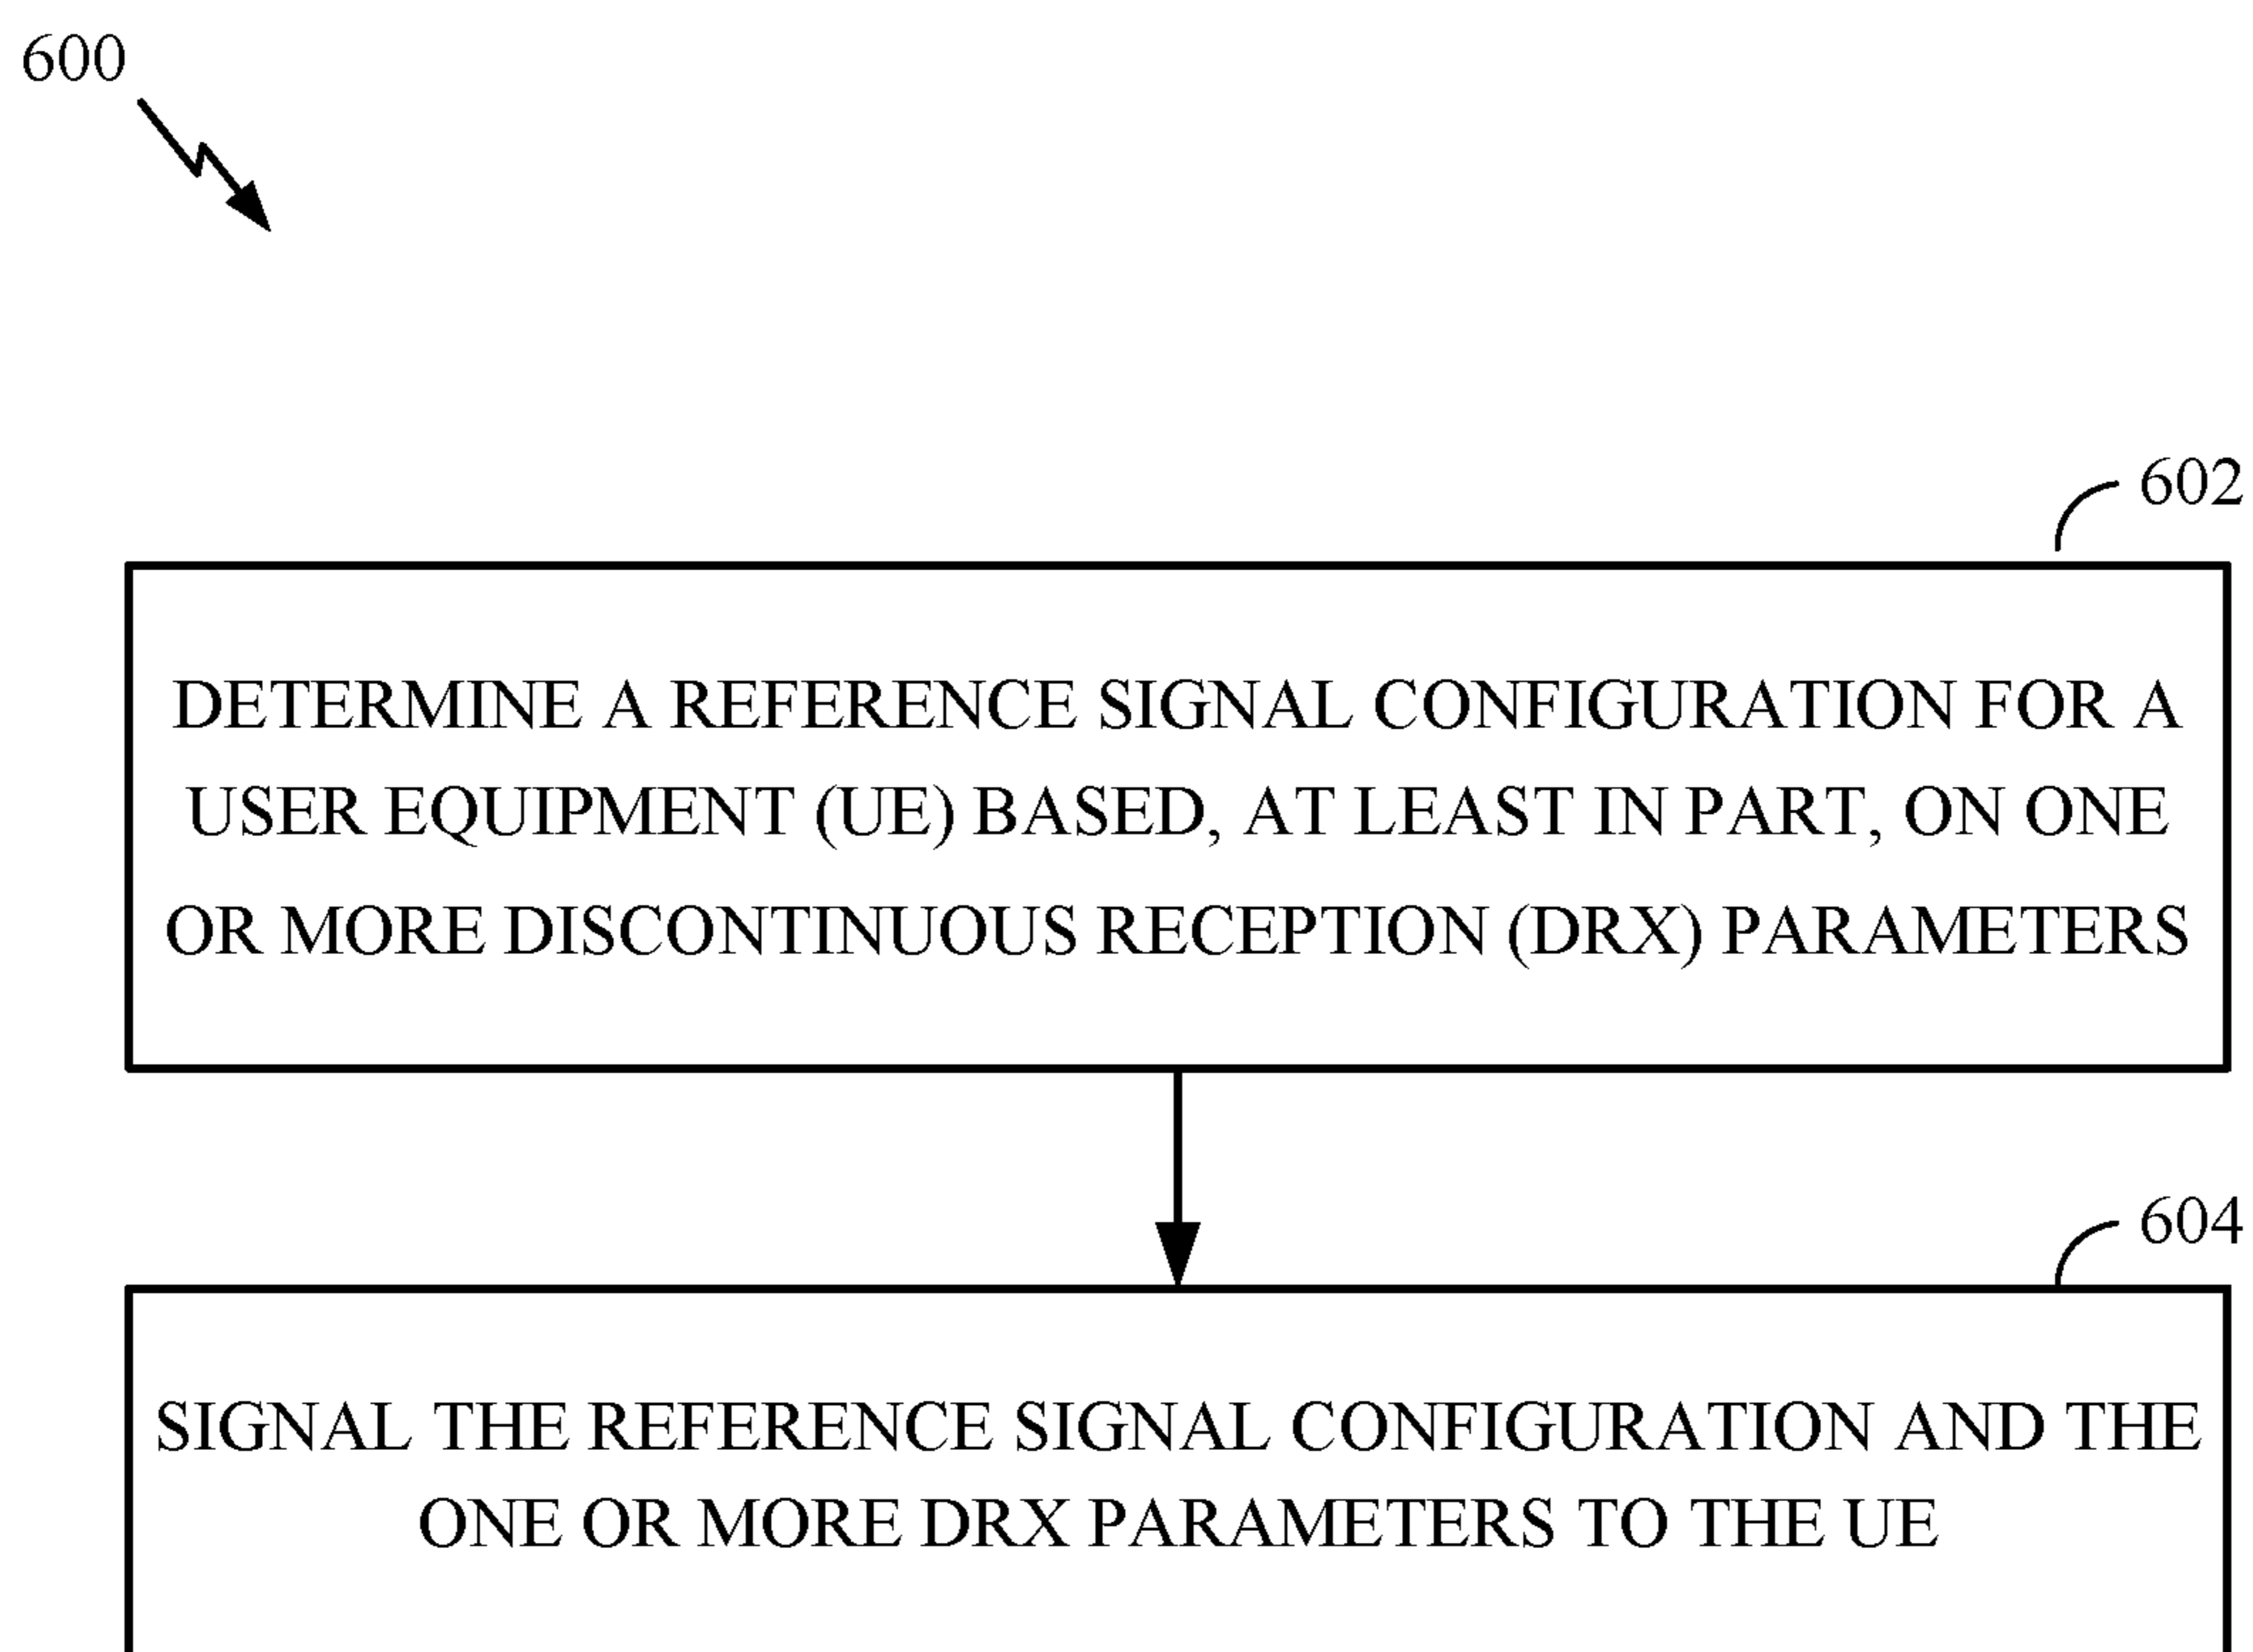 600
602
DETERMINE A REFERENCE SIGNAL CONFIGURATION FOR A
USER EQUIPMENT (UE) BASED, AT LEAST IN PART, ON ONE
OR MORE DISCONTINUOUS RECEPTION (DRX) PARAMETERS
604
SIGNAL THE REFERENCE SIGNAL CONFIGURATION AND THE
ONE OR MORE DRX PARAMETERS TO THE UE